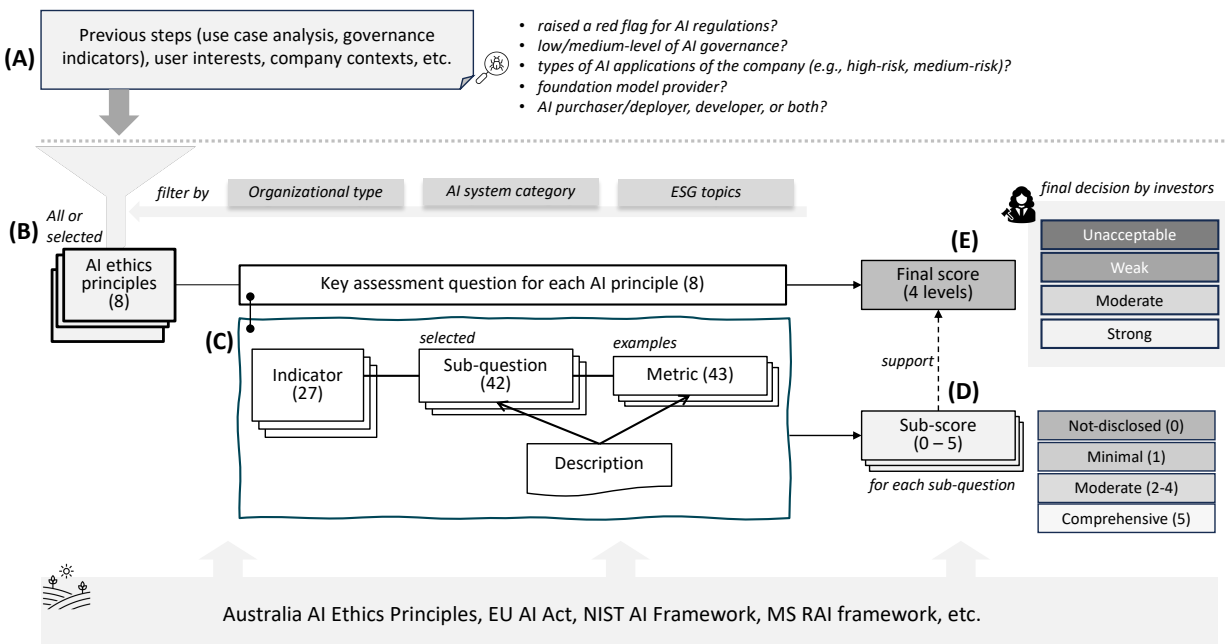 (A)
Previous steps (use case analysis, governance
indicators), user interests, company contexts, etc.
• raised a red flag for AI regulations?
• low/medium-level of AI governance?
• types of AI applications of the company (e.g., high-risk, medium-risk)?
• foundation model provider?
• AI purchaser/deployer, developer, or both?
filter by
Organizational type
AI system category
ESG topics
final decision by investors
(B)
All or
selected
AI ethics
principles
(8)
Key assessment question for each AI principle (8)
(E)
Final score
(4 levels)
Unacceptable
Weak
Moderate
Strong
(C)
Indicator
(27)
selected
Sub-question
(42)
examples
Metric (43)
Description
support
(D)
Sub-score
(0 – 5)
for each sub-question
Not-disclosed (0)
Minimal (1)
Moderate (2-4)
Comprehensive (5)
Australia AI Ethics Principles, EU AI Act, NIST AI Framework, MS RAI framework, etc.